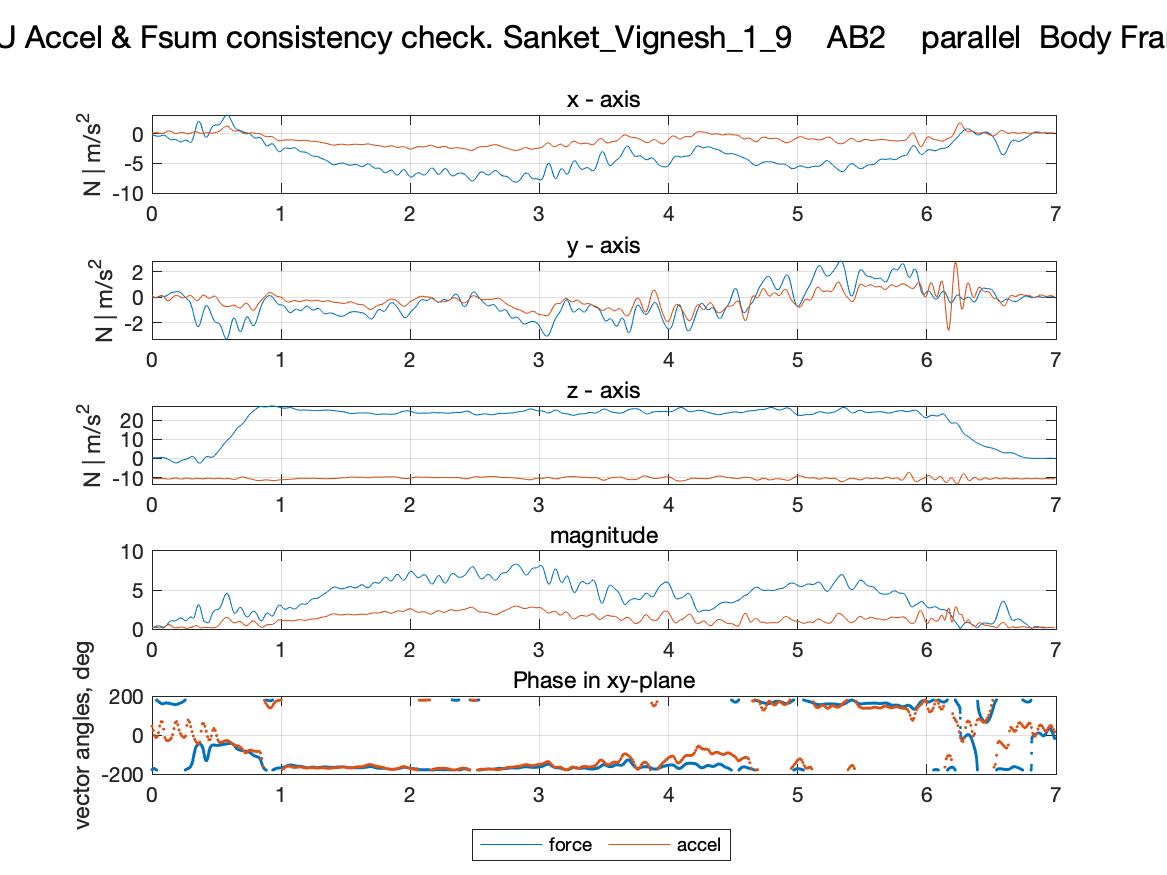 U Accel & Fsum consistency check. Sanket_Vignesh_1_9 AB2 parallel Body Fra
x - axis
N | m/s²
0
-5
-10
0 1 2 3 4 5 6 7
y - axis
N | m/s²
2
0
-2
0 1 2 3 4 5 6 7
z - axis
N | m/s²
20
10
0
-10
0 1 2 3 4 5 6 7
magnitude
10
5
0
0 1 2 3 4 5 6 7
Phase in xy-plane
vector angles, deg
200
0
-200
0 1 2 3 4 5 6 7
force accel